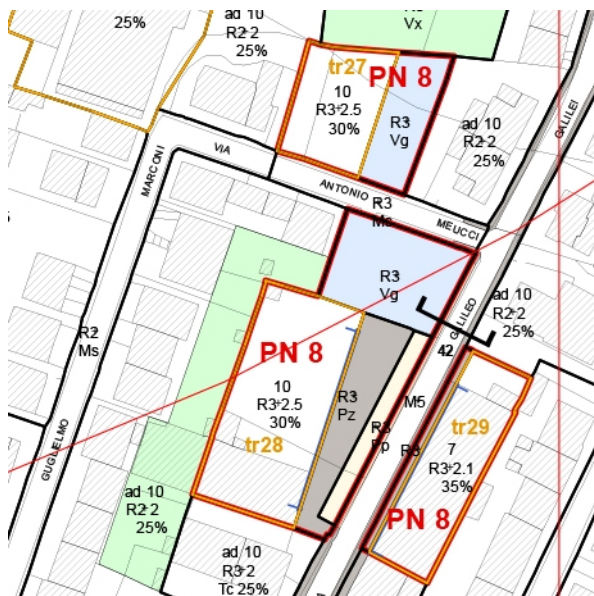 25%
ad 10
R2÷2
25%
Vx
tr27
PN 8
10
R3÷2.5
30%
R3
Vg
ad 10
R2÷2
25%
GALILEI
VIA
ANTONIO
MEUCCI
MARCONI
R3
R3
Vg
ad 10
R2÷2
25%
GALILEO
42
R2
Ms
PN 8
10
R3÷2.5
30%
tr28
R3
Pz
M5
R3
Pp
R3
tr29
7
R3÷2.1
35%
PN 8
GUGLIELMO
ad 10
R2÷2
25%
ad 10
R3÷2
Tc 25%